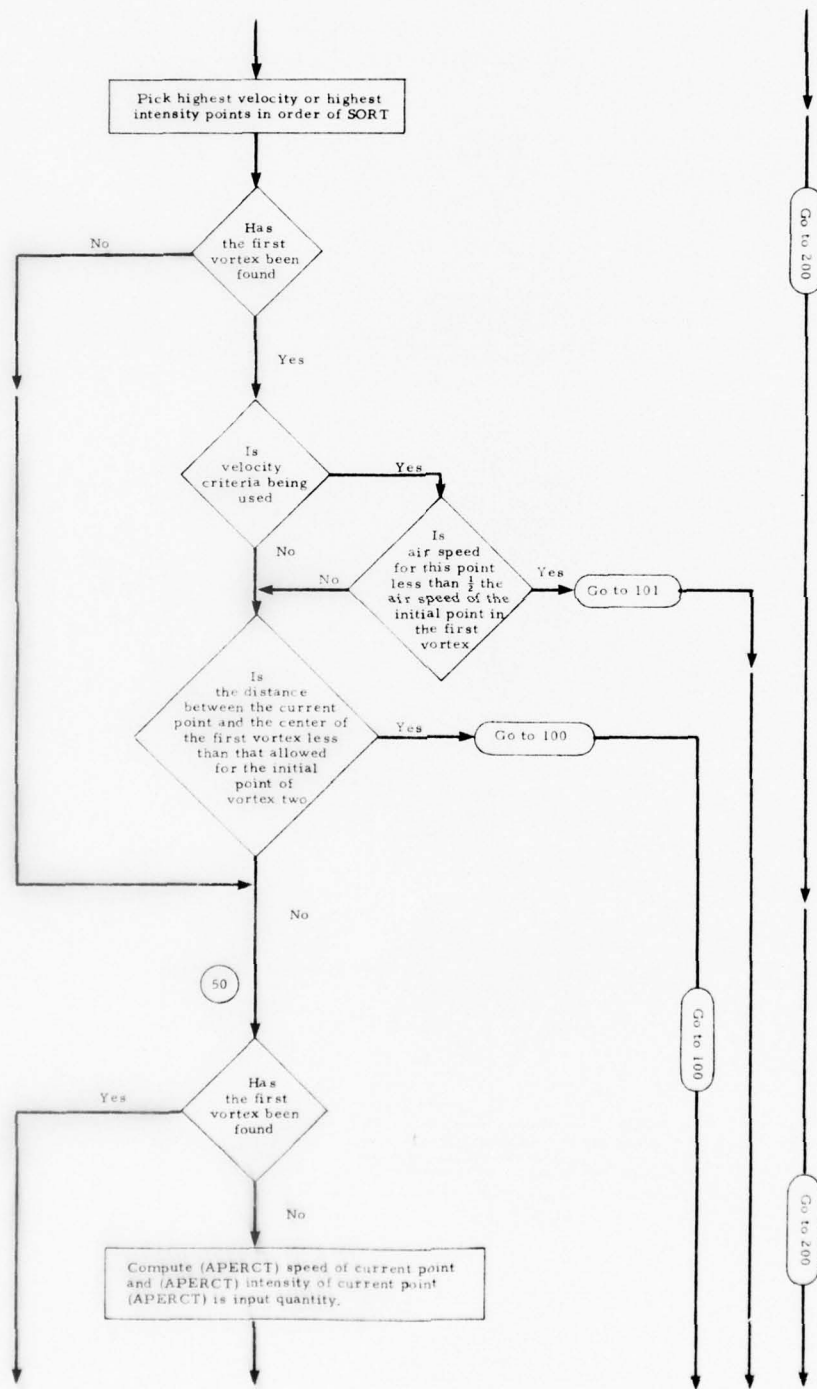 Pick highest velocity or highest
intensity points in order of SORT
Go to 200
Has
the first
vortex been
found
No
Yes
Is
velocity
criteria being
used
Yes
No
Is
air speed
for this point
less than ½ the
air speed of the
initial point in
the first
vortex
No
Yes
Go to 101
Is
the distance
between the current
point and the center of
the first vortex less
than that allowed
for the initial
point of
vortex two
Yes
Go to 100
No
50
Go to 100
Has
the first
vortex been
found
Yes
No
Go to 200
Compute (APERCT) speed of current point
and (APERCT) intensity of current point
(APERCT) is input quantity.